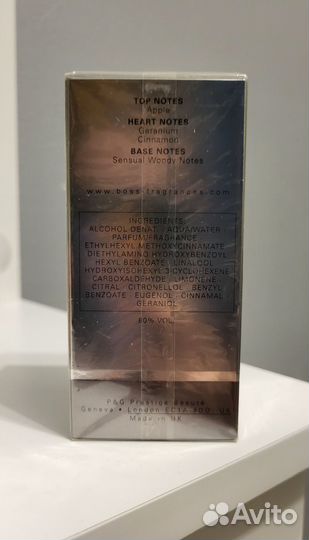 TOP NOTES
Apple
HEART NOTES
Geranium
Cinnamon
BASE NOTES
Sensual Woody Notes
www.boss-fragrances.com
INGREDIENTS:
ALCOHOL DENAT. · AQUA/WATER
PARFUM/FRAGRANCE
ETHYLHEXYL METHOXYCINNAMATE
DIETHYLAMINO HYDROXYBENZOYL
HEXYL BENZOATE · LINALOOL
HYDROXYISOHEXYL 3-CYCLOHEXENE
CARBOXALDEHYDE · LIMONENE
CITRAL · CITRONELLOL · BENZYL
BENZOATE · EUGENOL · CINNAMAL
GERANIOL
80% VOL.
P&G Prestige Beauté
Geneva • London EC1A 4DD, UK
Made in UK
Avito